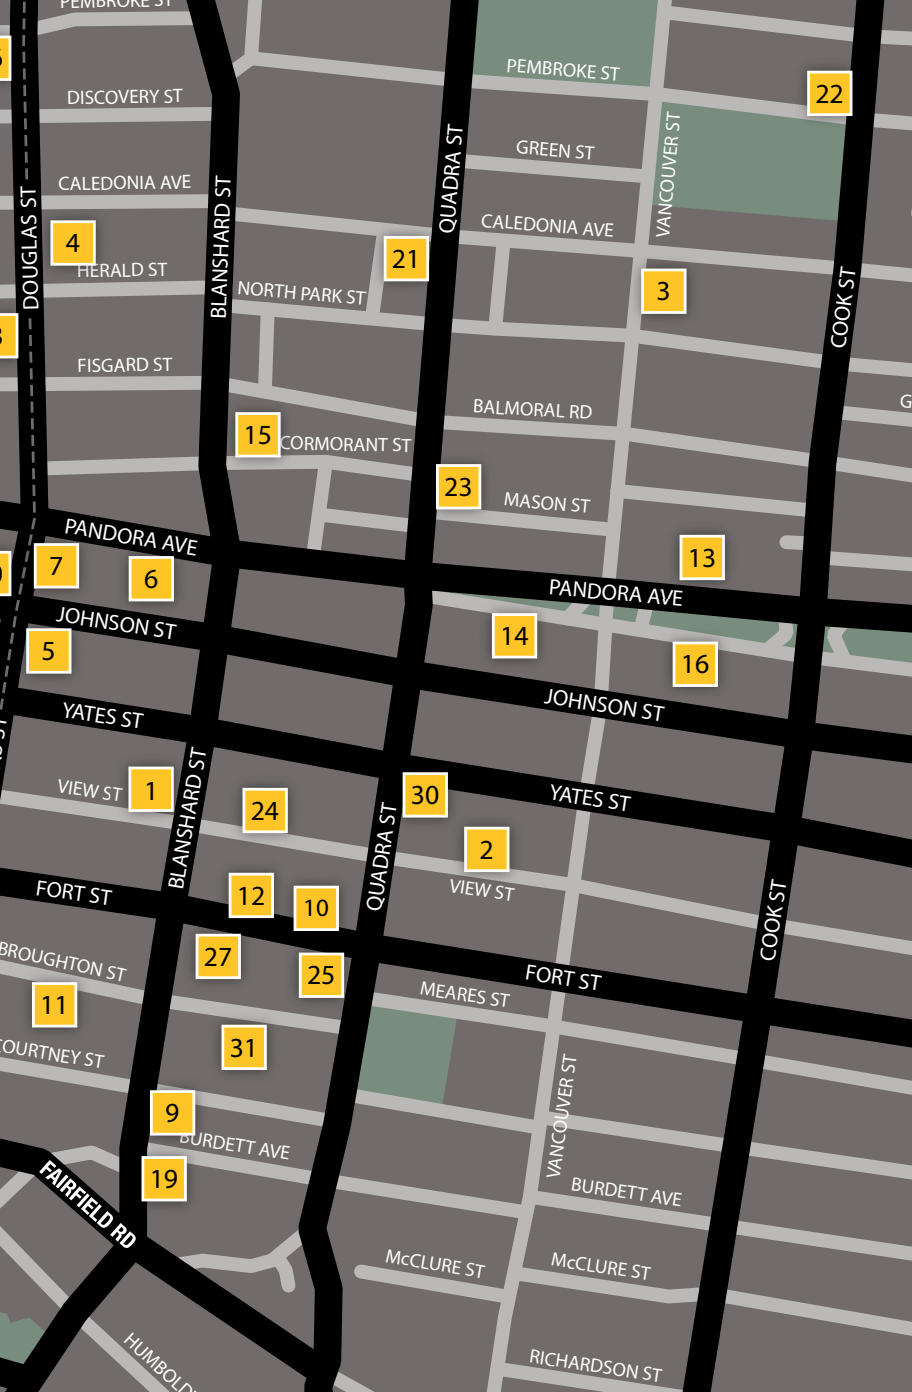 PEMBROKE ST
PEMBROKE ST
22
DISCOVERY ST
GREEN ST
VANCOUVER ST
QUADRA ST
CALEDONIA AVE
BLANSHARD ST
DOUGLAS ST
4
CALEDONIA AVE
21
HERALD ST
NORTH PARK ST
3
COOK ST
FISGARD ST
BALMORAL RD
G
15
CORMORANT ST
23
MASON ST
PANDORA AVE
7
6
13
PANDORA AVE
JOHNSON ST
5
14
16
YATES ST
JOHNSON ST
VIEW ST
1
BLANSHARD ST
24
30
YATES ST
QUADRA ST
2
VIEW ST
FORT ST
12
10
COOK ST
BROUGHTON ST
27
25
FORT ST
MEARES ST
11
31
COURTNEY ST
9
BURDETT AVE
VANCOUVER ST
19
FAIRFIELD RD
BURDETT AVE
McCLURE ST
McCLURE ST
HUMBOLD
RICHARDSON ST